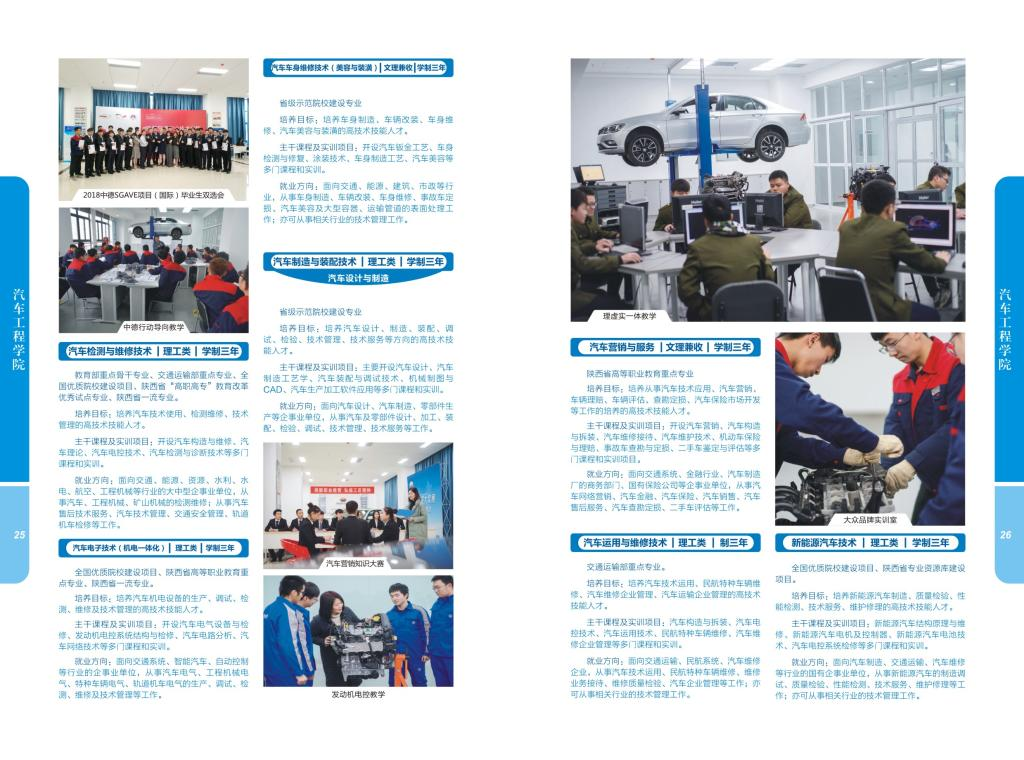 汽车工程学院
25
2018中德SGAVE项目（国际）毕业生双选会
中德行动导向教学
汽车检测与维修技术 | 理工类 | 学制三年
教育部重点骨干专业、交通运输部重点专业、全
国优质院校建设项目、陕西省“高职高专”教育改革
优秀试点专业、陕西省一流专业。
培养目标：培养汽车技术使用、检测维修、技术
管理的高技术技能人才。
主干课程及实训项目：开设汽车构造与维修、汽
车理论、汽车电控技术、汽车检测与诊断技术等多门
课程和实训。
就业方向：面向交通、能源、资源、水利、水
电、航空、工程机械等行业的大中型企事业单位，从
事汽车、工程机械、矿山机械的检测维修；从事汽车
售后技术服务、汽车技术管理、交通安全管理、轨道
机车检修等工作。
汽车电子技术（机电一体化） | 理工类 | 学制三年
全国优质院校建设项目、陕西省高等职业教育重
点专业、陕西省一流专业。
培养目标：培养汽车机电设备的生产、调试、检
测、维修及技术管理的高技术技能人才。
主干课程及实训项目：开设汽车电气设备与检
修、发动机电控系统结构与检修、汽车电路分析、汽
车网络技术等多门课程和实训。
就业方向：面向交通系统、智能汽车、自动控制
等行业的企事业单位，从事汽车电气、工程机械电
气、特种车辆电气、轨道机车电气的生产、调试、检
测、维修及技术管理等工作。
汽车车身维修技术（美容与装潢） | 文理兼收 | 学制三年
省级示范院校建设专业
培养目标：培养车身制造、车辆改装、车身维
修、汽车美容与装潢的高技术技能人才。
主干课程及实训项目：开设汽车钣金工艺、车身
检测与修复、涂装技术、车身制造工艺、汽车美容等
多门课程和实训。
就业方向：面向交通、能源、建筑、市政等行
业，从事车身制造、车辆改装、车身维修、事故车定
损、汽车美容及大型容器、运输管道的表面处理工
作；亦可从事相关行业的技术管理工作。
汽车制造与装配技术 | 理工类 | 学制三年
汽车设计与制造
省级示范院校建设专业
培养目标：培养汽车设计、制造、装配、调
试、检验、技术管理、技术服务等方向的高技术技
能人才。
主干课程及实训项目：主要开设汽车设计、汽车
制造工艺学、汽车装配与调试技术、机械制图与
CAD、汽车生产加工软件应用等多门课程和实训。
就业方向：面向汽车设计、汽车制造、零部件生
产等企事业单位，从事汽车及零部件设计、加工、装
配、检验、调试、技术管理、技术服务等工作。
汽车营销知识大赛
发动机电控教学
理虚实一体教学
汽车营销与服务 | 文理兼收 | 学制三年
陕西省高等职业教育重点专业
培养目标：培养从事汽车技术应用、汽车营销、
车辆理赔、车辆评估、查勘定损、汽车保险市场开发
等工作的培养的高技术技能人才。
主干课程及实训项目：开设汽车营销、汽车构造
与拆装、汽车维修接待、汽车维护技术、机动车保险
与理赔、事故车查勘与定损、二手车鉴定与评估等多
门课程和实训项目。
就业方向：面向交通系统、金融行业、汽车制造
厂的商务部门、国有保险公司等企事业单位，从事汽
车网络营销、汽车金融、汽车保险、汽车销售、汽车
售后服务、汽车查勘定损、二手车评估等工作。
大众品牌实训室
汽车运用与维修技术 | 理工类 | 制三年
交通运输部重点专业。
培养目标：培养汽车技术运用、民航特种车辆维
修、汽车维修企业管理、汽车运输企业管理的高技术
技能人才。
主干课程及实训项目：汽车构造与拆装、汽车电
控技术、汽车运用技术、民航特种车辆维修、汽车维
修企业管理等多门课程和实训。
就业方向：面向交通运输、民航系统、汽车维修
企业，从事汽车技术运用、民航特种车辆维修、维修
业务接待、维修质量检验、汽车企业管理等工作；亦
可从事相关行业的技术管理工作。
新能源汽车技术 | 理工类 | 学制三年
全国优质院校建设项目、陕西省专业资源库建设
项目。
培养目标：培养新能源汽车制造、质量检验、性
能检测、技术服务、维护修理的高技术技能人才。
主干课程及实训项目：新能源汽车结构原理与维
修、新能源汽车电机及控制器、新能源汽车电池技
术、汽车电控系统检修等多门课程和实训。
就业方向：面向汽车制造、交通运输、汽车维修
等行业的国有企业单位，从事新能源汽车的制造调
试、质量检验、性能检测、技术服务、维护修理等工
作；亦可从事相关行业的技术管理工作。
汽车工程学院
26